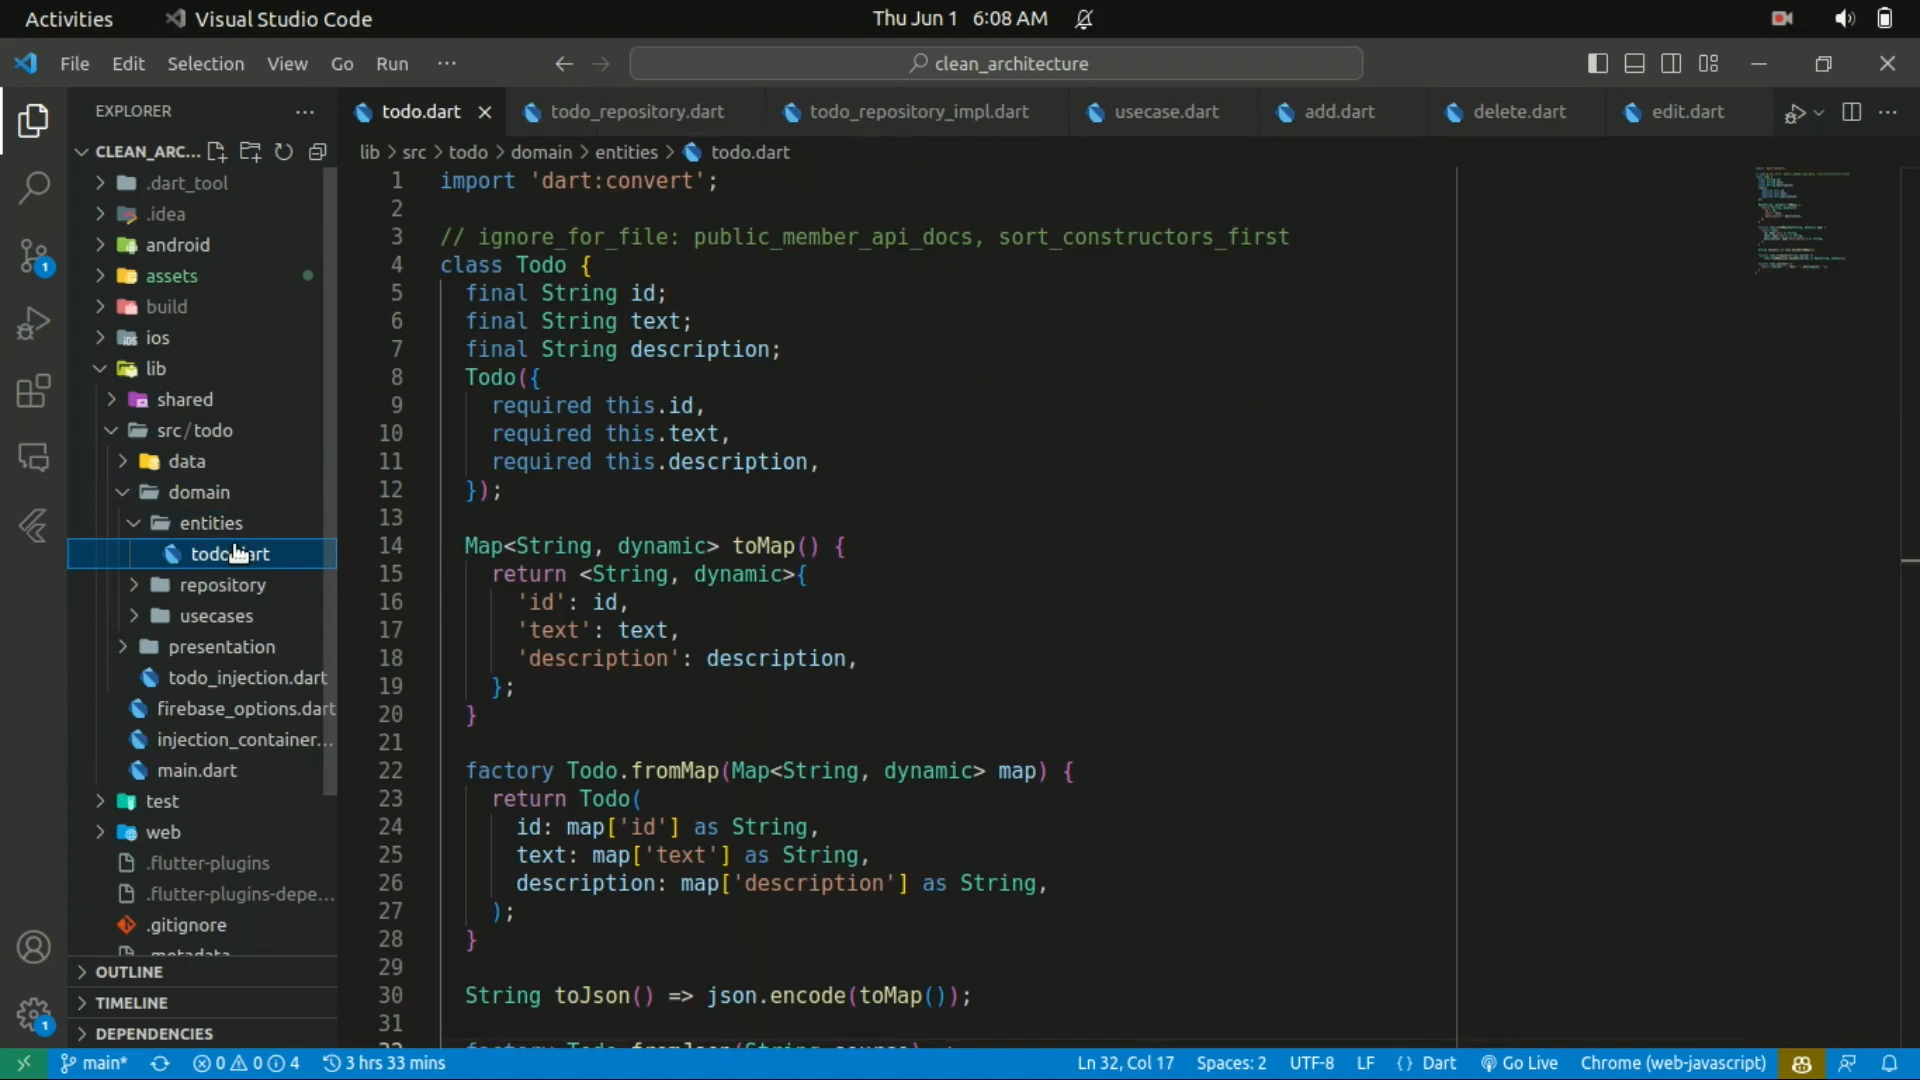 Activities Visual Studio Code Thu Jun 1 6:08 AM
File Edit Selection View Go Run ··· clean_architecture
EXPLORER ···
todo.dart todo_repository.dart todo_repository_impl.dart usecase.dart add.dart delete.dart edit.dart
CLEAN_ARC...
lib > src > todo > domain > entities > todo.dart
.dart_tool
.idea
android
assets
build
ios
lib
shared
src/todo
data
domain
entities
todo.dart
repository
usecases
presentation
todo_injection.dart
firebase_options.dart
injection_container...
main.dart
test
web
.flutter-plugins
.flutter-plugins-depe...
.gitignore
OUTLINE
TIMELINE
DEPENDENCIES
1 import 'dart:convert';
2
3 // ignore_for_file: public_member_api_docs, sort_constructors_first
4 class Todo {
5 final String id;
6 final String text;
7 final String description;
8 Todo({
9 required this.id,
10 required this.text,
11 required this.description,
12 });
13
14 Map<String, dynamic> toMap() {
15 return <String, dynamic>{
16 'id': id,
17 'text': text,
18 'description': description,
19 };
20 }
21
22 factory Todo.fromMap(Map<String, dynamic> map) {
23 return Todo(
24 id: map['id'] as String,
25 text: map['text'] as String,
26 description: map['description'] as String,
27 );
28 }
29
30 String toJson() => json.encode(toMap());
31
1
1
main* 0 0 4 3 hrs 33 mins Ln 32, Col 17 Spaces: 2 UTF-8 LF {} Dart Go Live Chrome (web-javascript)